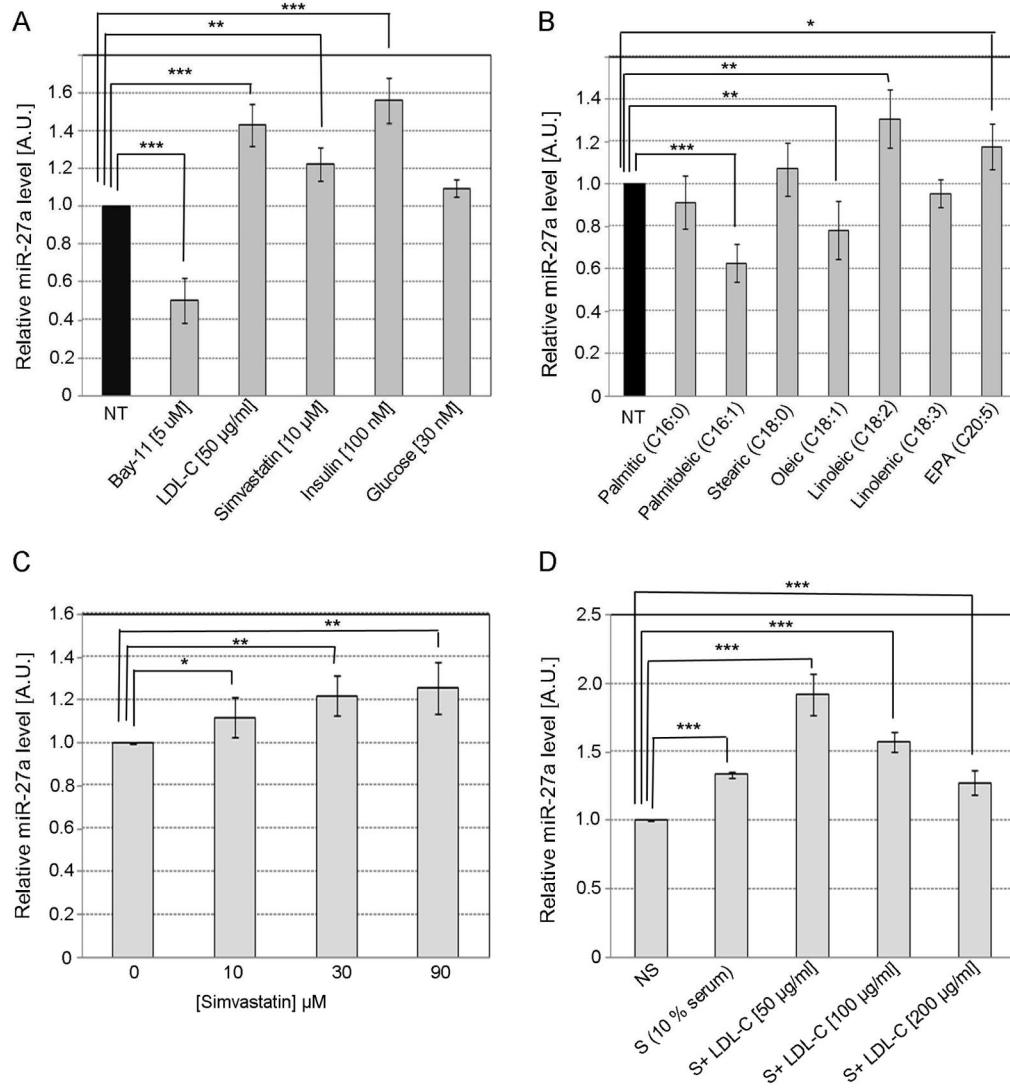 A
***
**
***
***
Relative miR-27a level [A.U.]
1.6
1.4
1.2
1.0
0.8
0.6
0.4
0.2
0
NT
Bay-11 [5 uM]
LDL-C [50 µg/ml]
Simvastatin [10 µM]
Insulin [100 nM]
Glucose [30 nM]
B
*
**
**
***
Relative miR-27a level [A.U.]
1.4
1.2
1.0
0.8
0.6
0.4
0.2
0
NT
Palmitic (C16:0)
Palmitoleic (C16:1)
Stearic (C18:0)
Oleic (C18:1)
Linoleic (C18:2)
Linolenic (C18:3)
EPA (C20:5)
C
**
**
*
Relative miR-27a level [A.U.]
1.6
1.4
1.2
1.0
0.8
0.6
0.4
0.2
0
0 10 30 90
[Simvastatin] µM
D
***
***
***
***
Relative miR-27a level [A.U.]
2.5
2.0
1.5
1.0
0.5
0
NS
S (10 % serum)
S+ LDL-C [50 µg/ml]
S+ LDL-C [100 µg/ml]
S+ LDL-C [200 µg/ml]